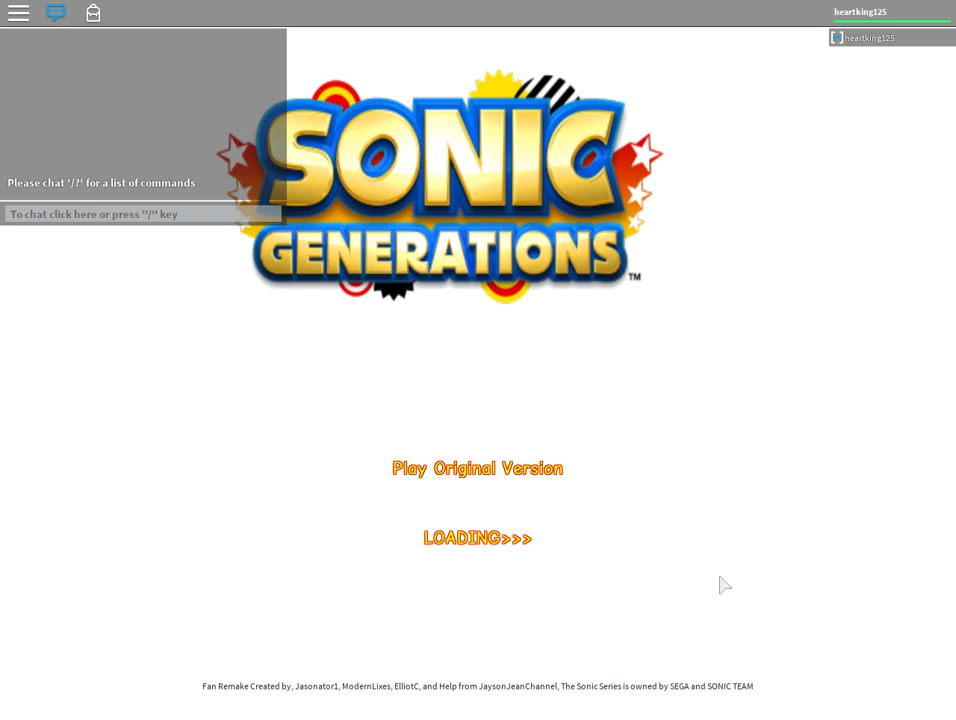 heartking125
heartking125
Please chat '/?' for a list of commands
To chat click here or press "/" key
SONIC
GENERATIONS™
Play Original Version
LOADING>>>
Fan Remake Created by, Jasonator1, ModernLixes, ElliotC, and Help from JaysonJeanChannel, The Sonic Series is owned by SEGA and SONIC TEAM